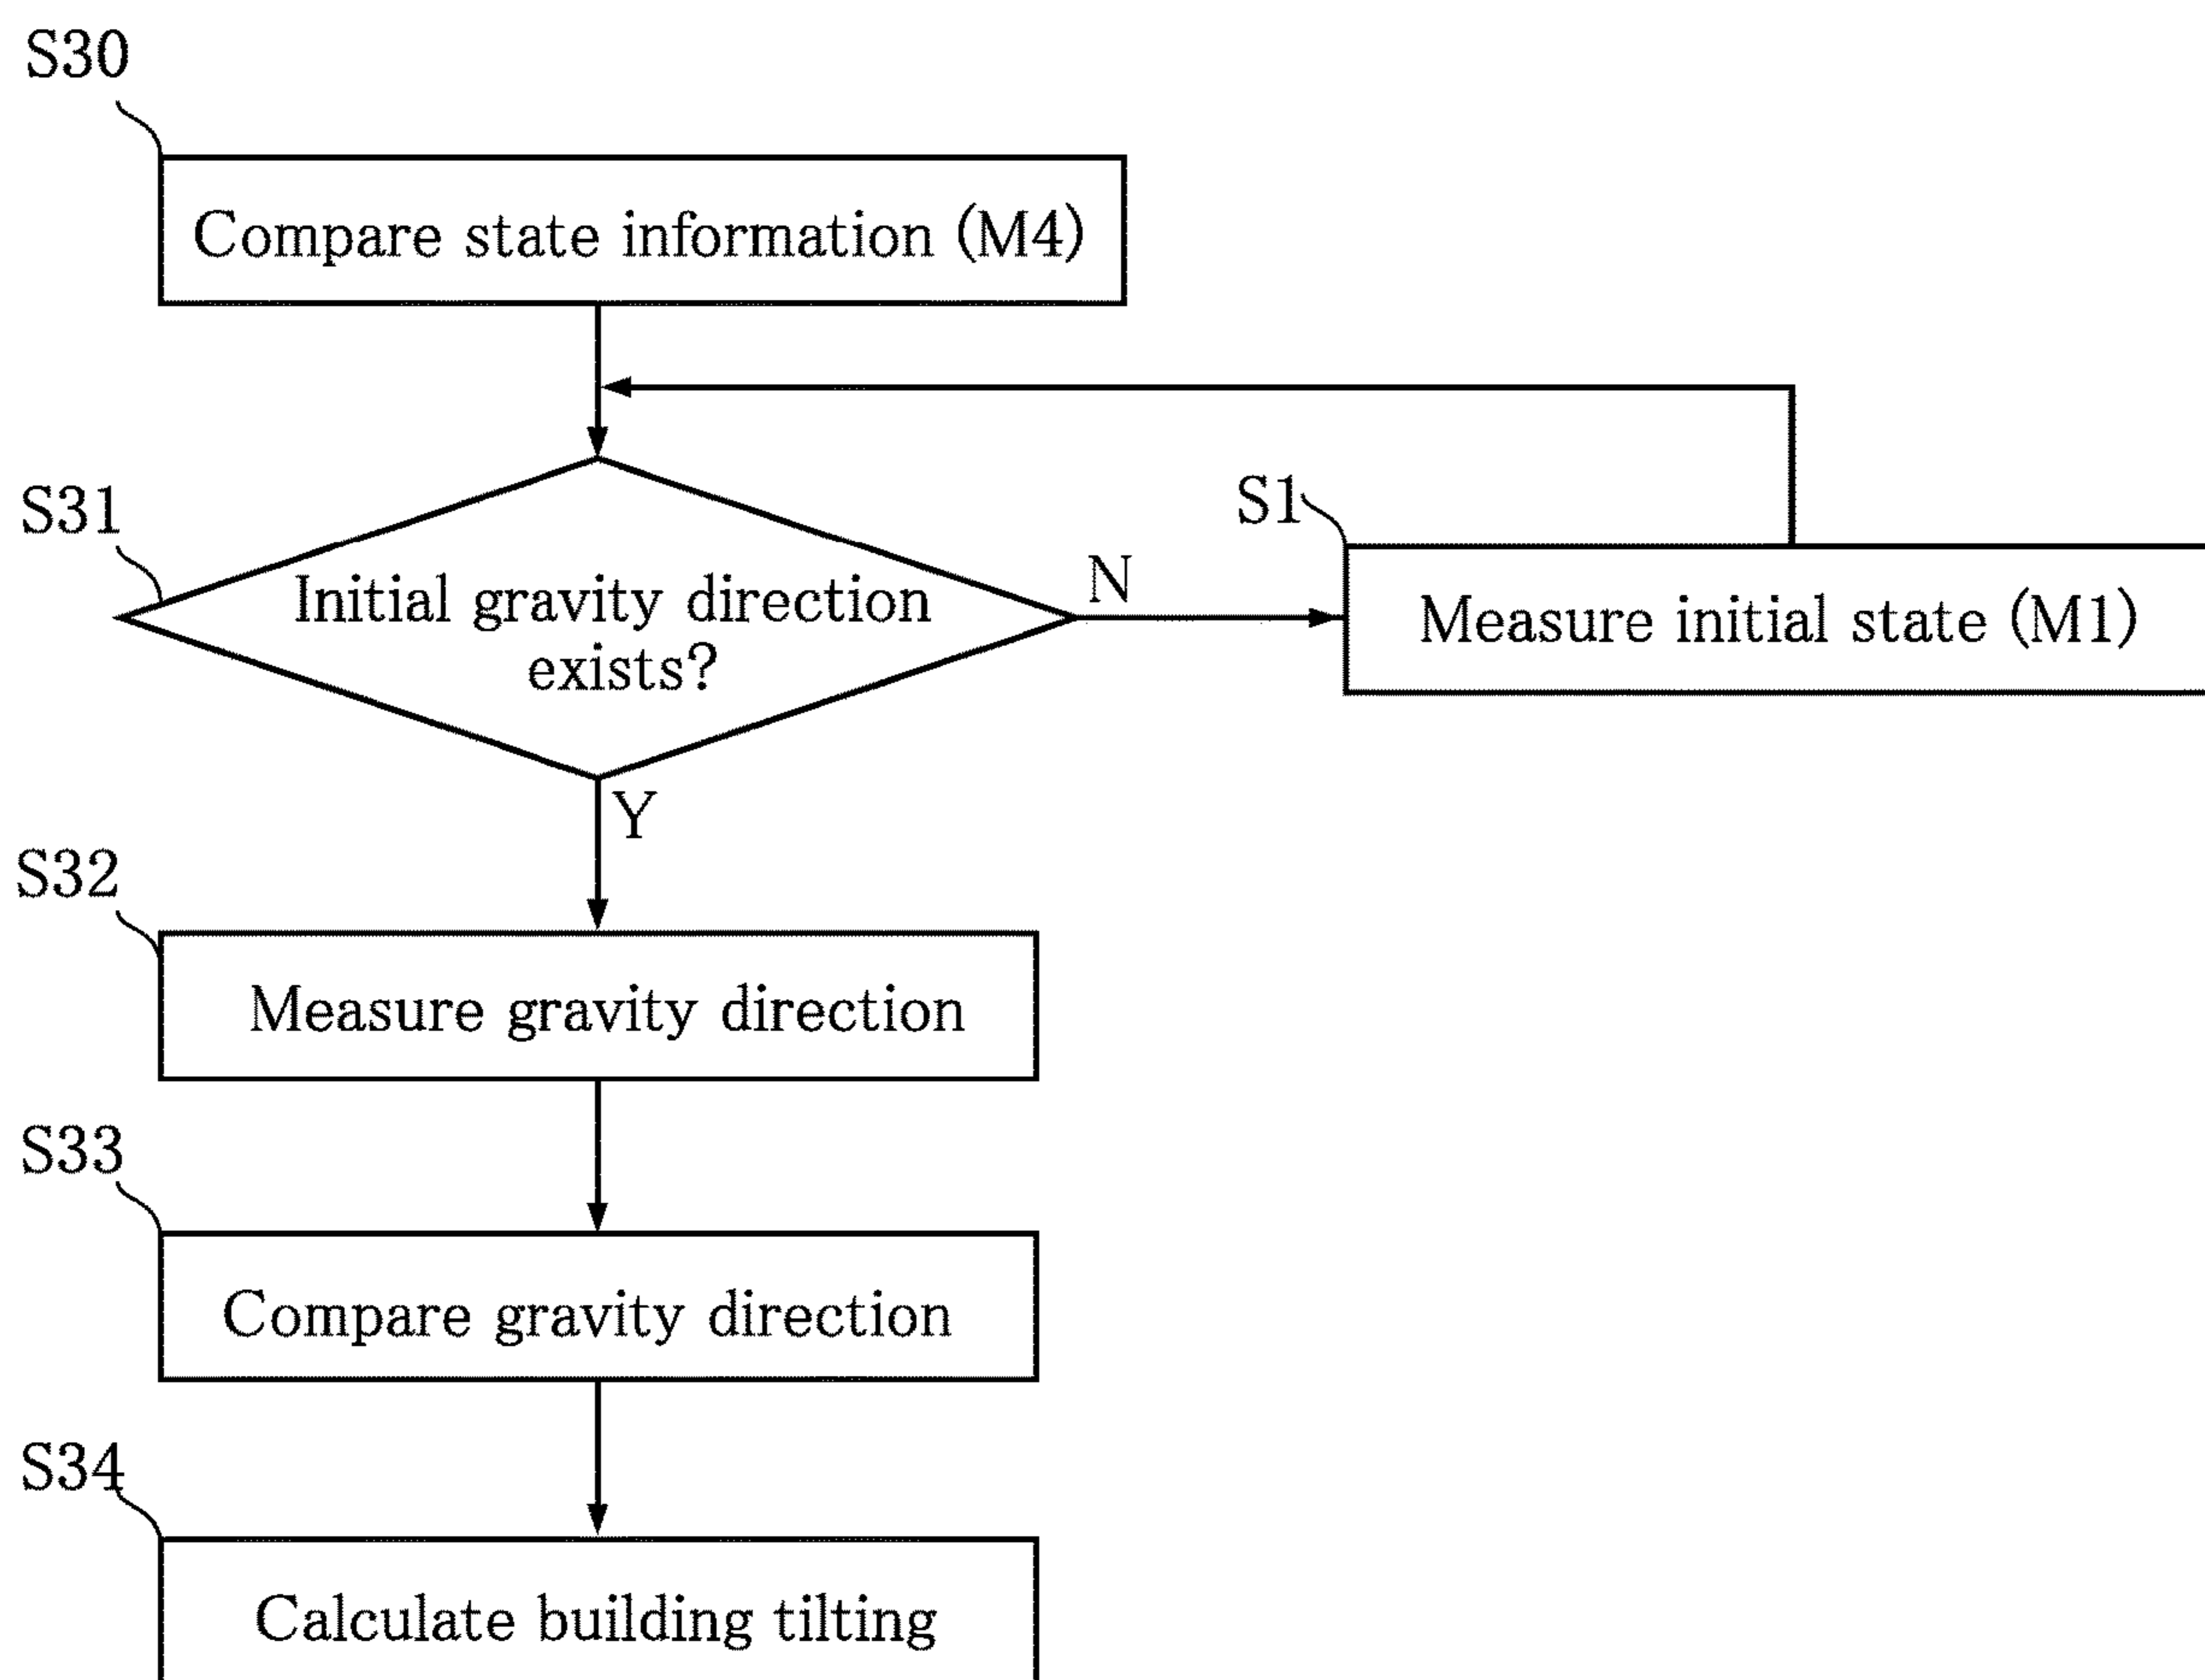 S30
Compare state information (M4)
S31
Initial gravity direction
exists?
N
S1
Measure initial state (M1)
Y
S32
Measure gravity direction
S33
Compare gravity direction
S34
Calculate building tilting